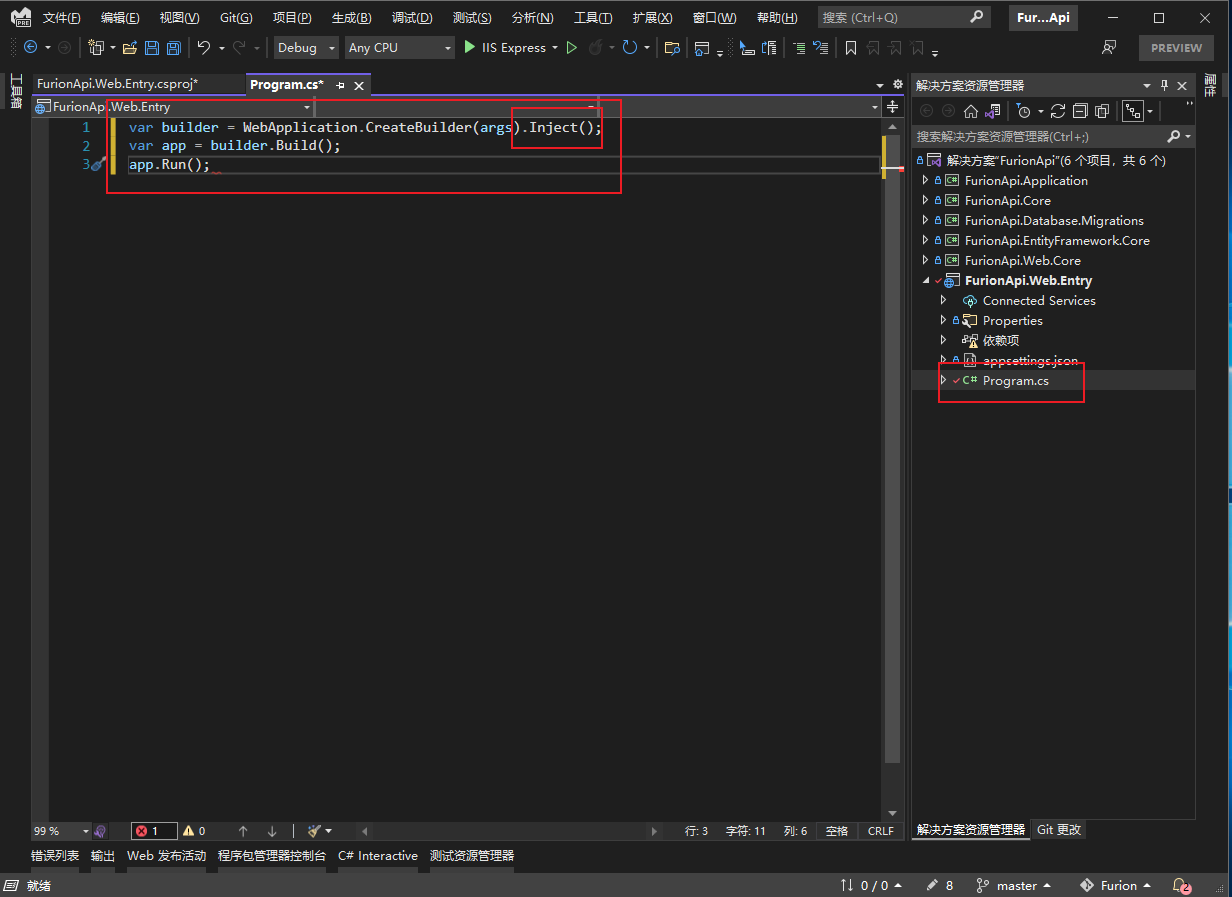 文件(F) 编辑(E) 视图(V) Git(G) 项目(P) 生成(B) 调试(D) 测试(S) 分析(N) 工具(T) 扩展(X) 窗口(W) 帮助(H) 搜索 (Ctrl+Q) Fur...Api
Debug Any CPU IIS Express PREVIEW
工具箱
FurionApi.Web.Entry.csproj*
Program.cs*
FurionApi.Web.Entry
1 var builder = WebApplication.CreateBuilder(args).Inject();
2 var app = builder.Build();
3 app.Run();
99 % 1 0 行: 3 字符: 11 列: 6 空格 CRLF
错误列表 输出 Web 发布活动 程序包管理器控制台 C# Interactive 测试资源管理器
解决方案资源管理器
搜索解决方案资源管理器(Ctrl+;)
解决方案"FurionApi"(6 个项目，共 6 个)
C# FurionApi.Application
C# FurionApi.Core
C# FurionApi.Database.Migrations
C# FurionApi.EntityFramework.Core
C# FurionApi.Web.Core
FurionApi.Web.Entry
Connected Services
Properties
依赖项
appsettings.json
C# Program.cs
解决方案资源管理器 Git 更改
属性
就绪 0 / 0 8 master Furion 2